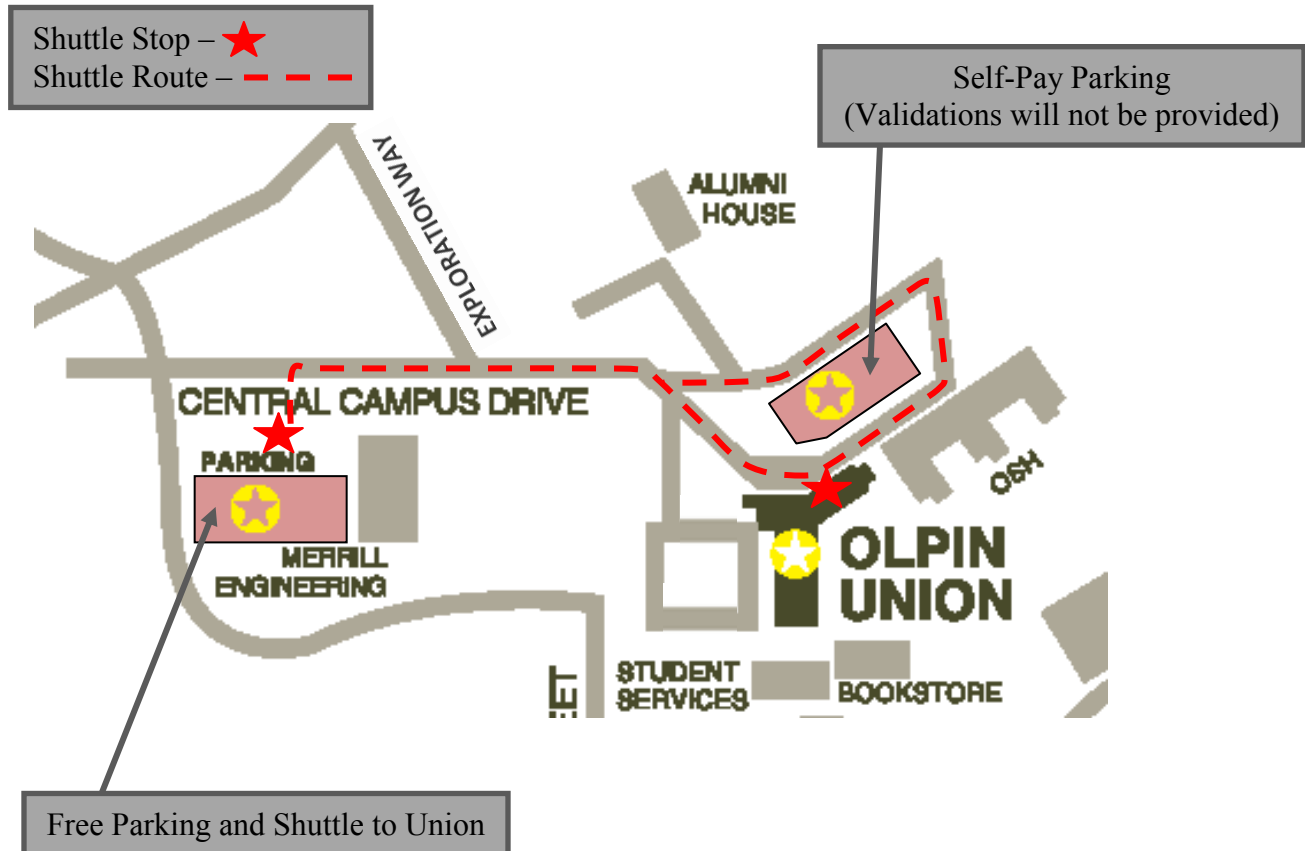 Shuttle Stop –
Shuttle Route –
Self-Pay Parking
(Validations will not be provided)
EXPLORATION WAY
ALUMNI
HOUSE
CENTRAL CAMPUS DRIVE
PARKING
MERRILL
ENGINEERING
OSH
OLPIN
UNION
STUDENT
SERVICES
BOOKSTORE
EET
Free Parking and Shuttle to Union